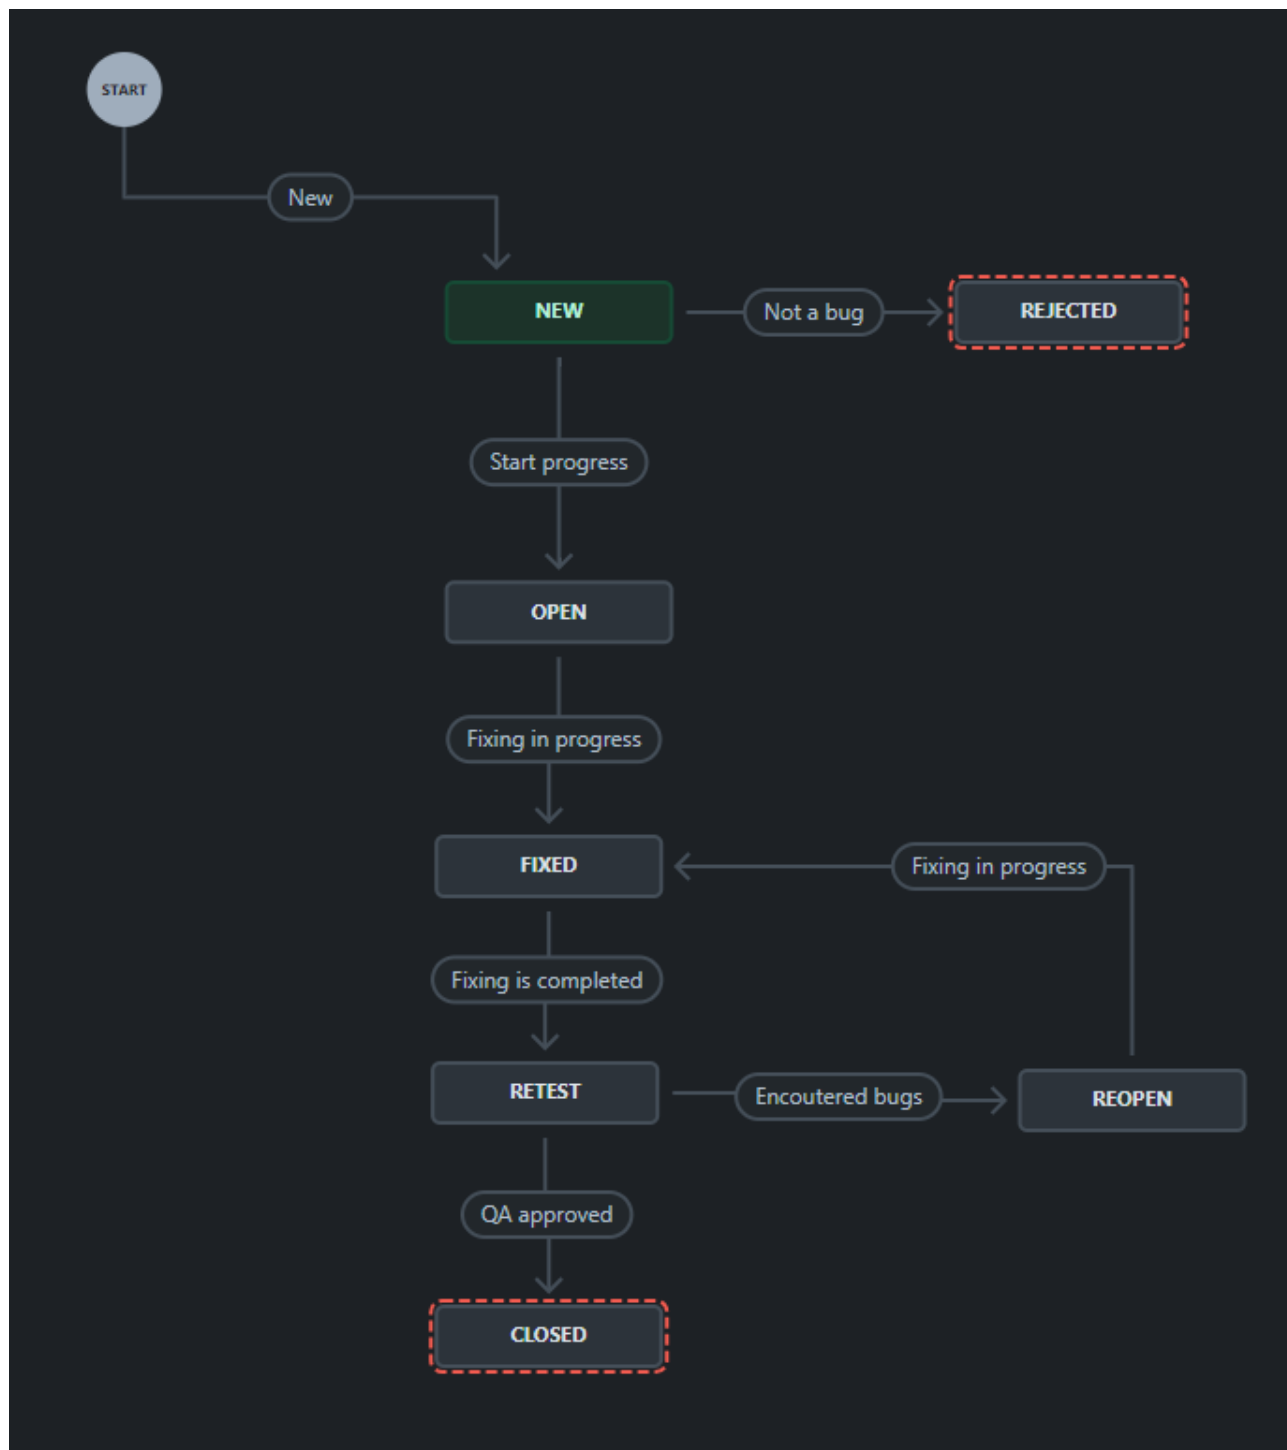 START
New
NEW
Not a bug
REJECTED
Start progress
OPEN
Fixing in progress
FIXED
Fixing in progress
Fixing is completed
RETEST
Encoutered bugs
REOPEN
QA approved
CLOSED